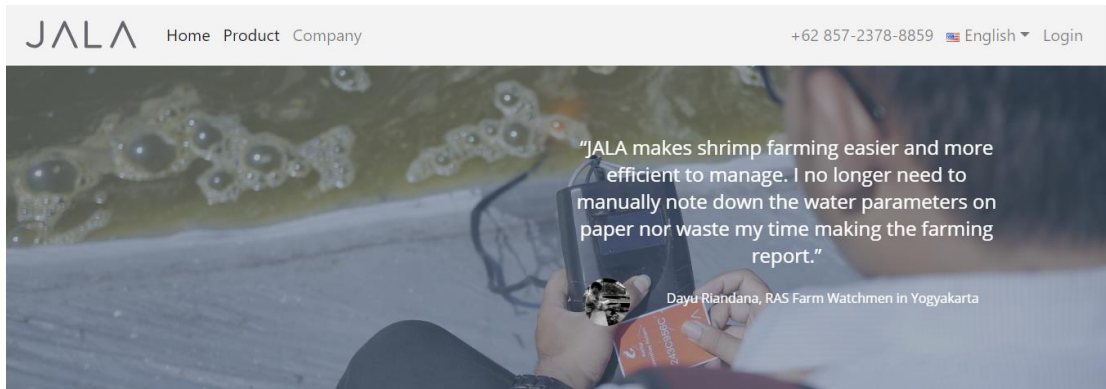 JALA Home Product Company +62 857-2378-8859 English Login
“JALA makes shrimp farming easier and more
efficient to manage. I no longer need to
manually note down the water parameters on
paper nor waste my time making the farming
report.”
Dayu Riandana, RAS Farm Watchmen in Yogyakarta